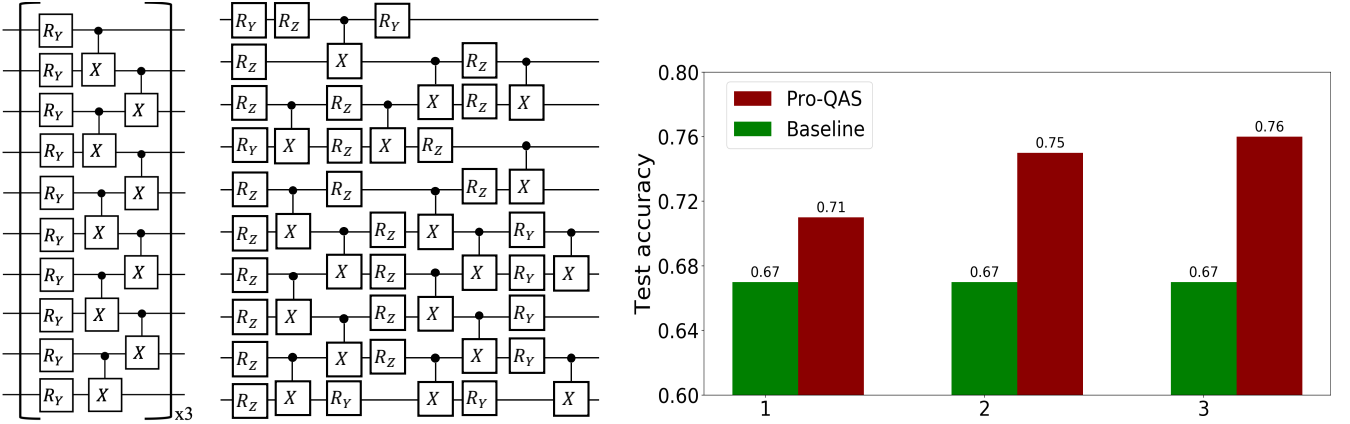 R_Y
R_Y X
R_Y X
R_Y X
R_Y X
R_Y X
R_Y X
R_Y X
R_Y X
R_Y X
x3
R_Y R_Z R_Y
R_Z X R_Z
R_Z R_Z X R_Z X
R_Y X R_Z X R_Z
R_Z R_Z R_Z X
R_Z X R_Z X R_Y
R_Z X R_Z X R_Y X
R_Z X R_Z X R_Y
R_Z X R_Z X R_Y
R_Z X R_Y X R_Y X
Test accuracy
0.80
0.76
0.72
0.68
0.64
0.60
Pro-QAS
Baseline
0.67 0.71
0.67 0.75
0.67 0.76
1 2 3